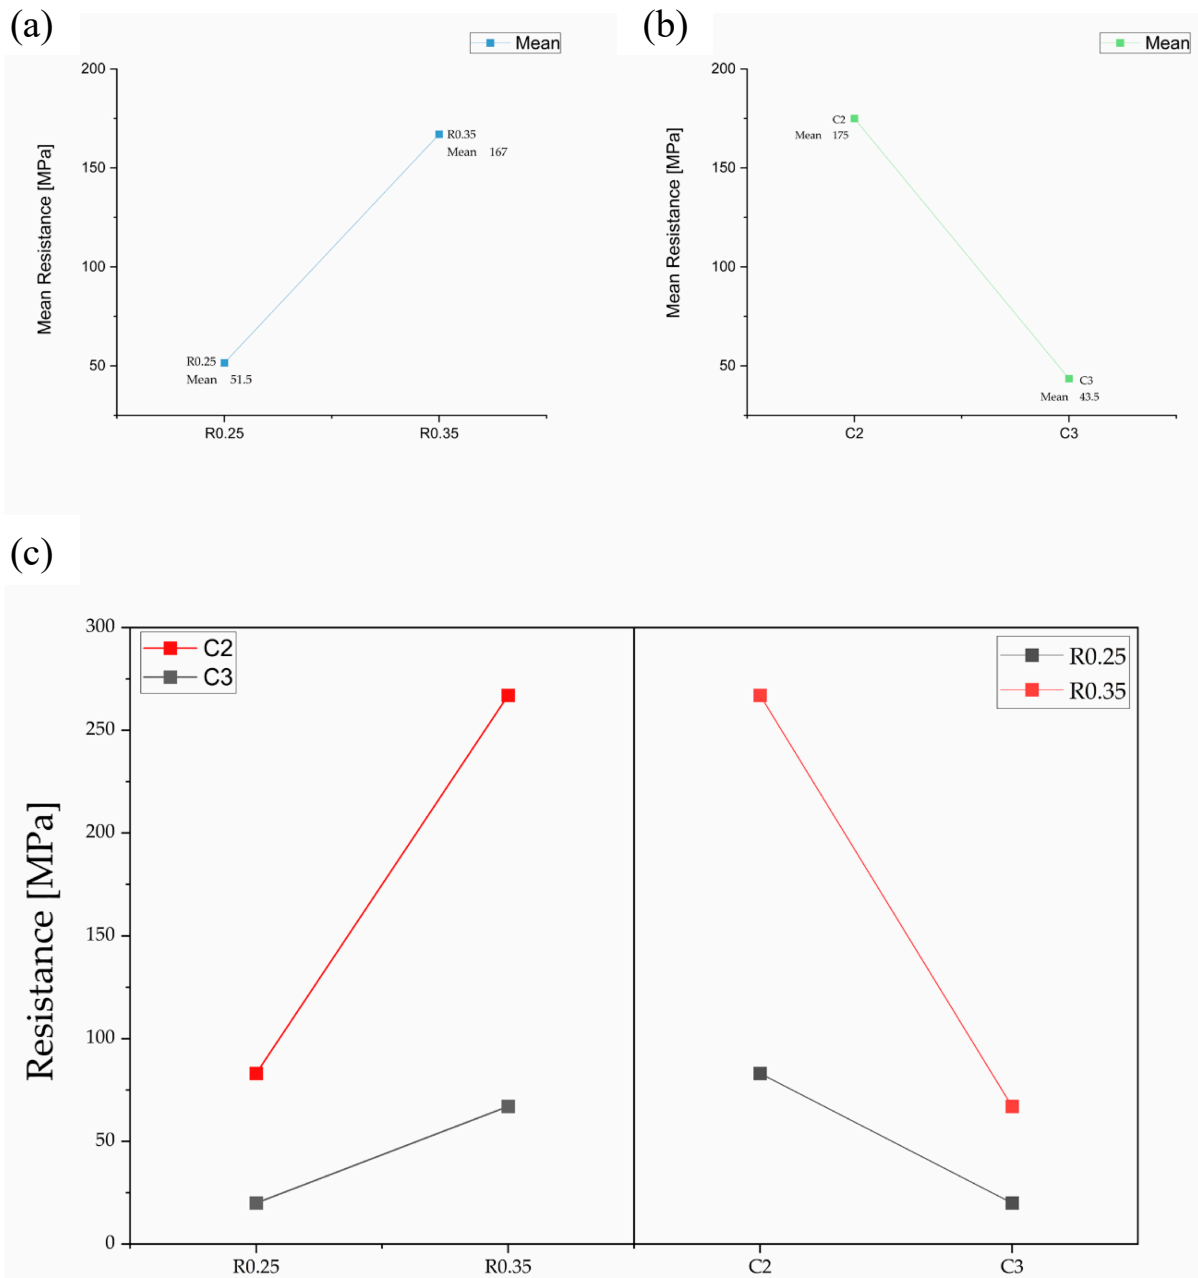 (a)
Mean
200
150
100
50
Mean Resistance [MPa]
R0.35
Mean 167
R0.25
Mean 51.5
R0.25 R0.35
(b)
Mean
200
150
100
50
Mean Resistance [MPa]
C2
Mean 175
C3
Mean 43.5
C2 C3
(c)
300
250
200
150
100
50
0
Resistance [MPa]
C2
C3
R0.25
R0.35
R0.25 R0.35 C2 C3